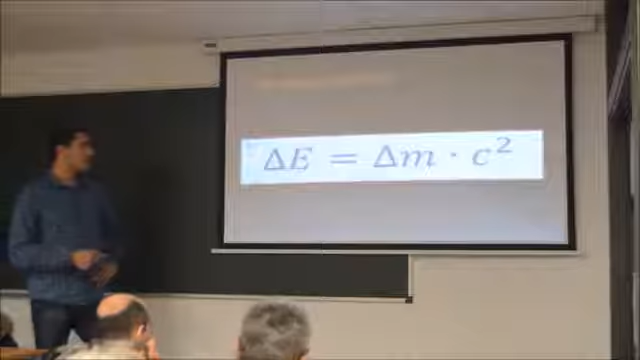 ΔE = Δm · c²